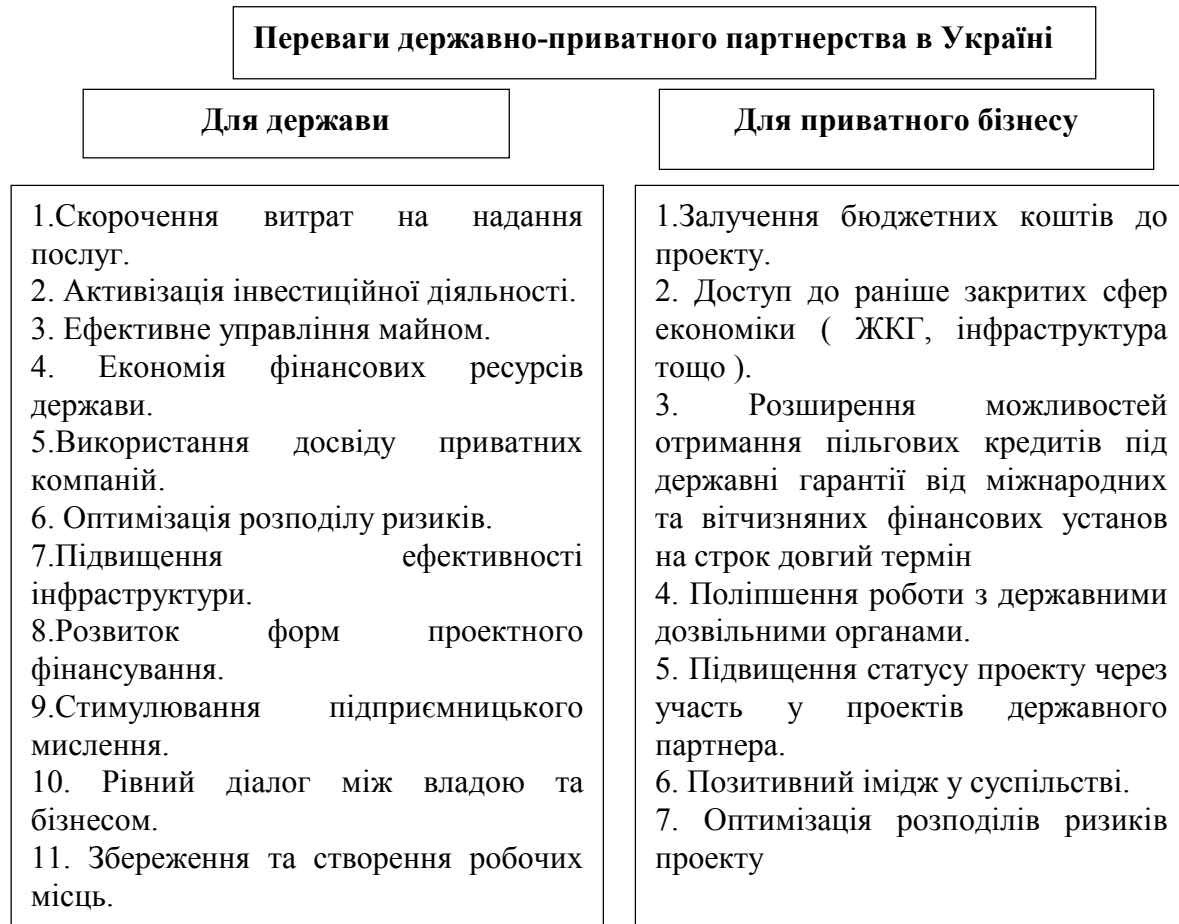 Переваги державно-приватного партнерства в Україні
Для держави
Для приватного бізнесу
1.Скорочення витрат на надання
послуг.
2. Активізація інвестиційної діяльності.
3. Ефективне управління майном.
4. Економія фінансових ресурсів
держави.
5.Використання досвіду приватних
компаній.
6. Оптимізація розподілу ризиків.
7.Підвищення ефективності
інфраструктури.
8.Розвиток форм проектного
фінансування.
9.Стимулювання підприємницького
мислення.
10. Рівний діалог між владою та
бізнесом.
11. Збереження та створення робочих
місць.
1.Залучення бюджетних коштів до
проекту.
2. Доступ до раніше закритих сфер
економіки ( ЖКГ, інфраструктура
тощо ).
3. Розширення можливостей
отримання пільгових кредитів під
державні гарантії від міжнародних
та вітчизняних фінансових установ
на строк довгий термін
4. Поліпшення роботи з державними
дозвільними органами.
5. Підвищення статусу проекту через
участь у проектів державного
партнера.
6. Позитивний імідж у суспільстві.
7. Оптимізація розподілів ризиків
проекту